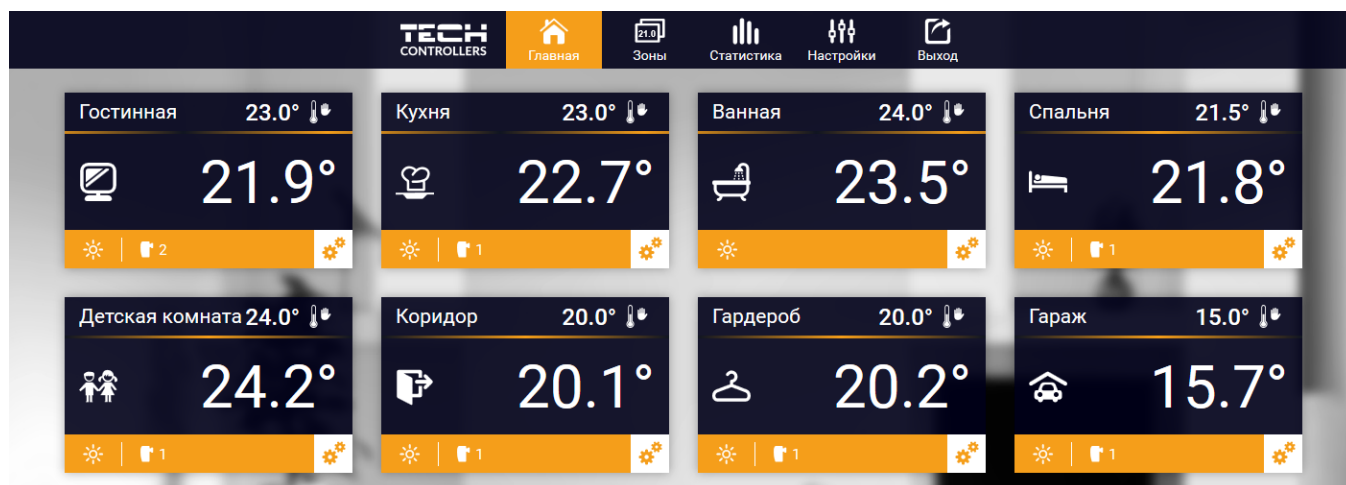 TECH
CONTROLLERS
Главная
21.0
Зоны
Статистика
Настройки
Выход
Гостинная 23.0°
21.9°
2
Кухня 23.0°
22.7°
1
Ванная 24.0°
23.5°
Спальня 21.5°
21.8°
1
Детская комната 24.0°
24.2°
1
Коридор 20.0°
20.1°
1
Гардероб 20.0°
20.2°
1
Гараж 15.0°
15.7°
1